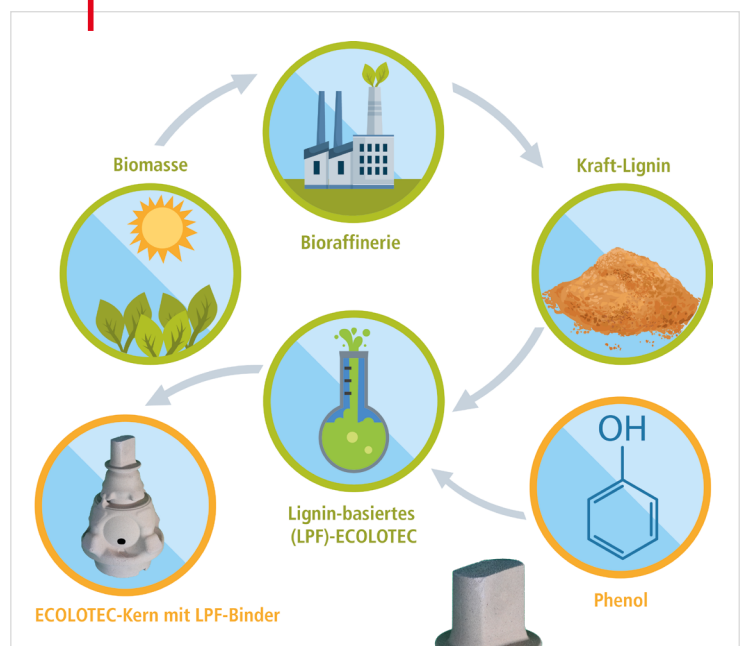 Biomasse
Bioraffinerie
Kraft-Lignin
Lignin-basiertes
(LPF)-ECOLOTEC
OH
Phenol
ECOLOTEC-Kern mit LPF-Binder